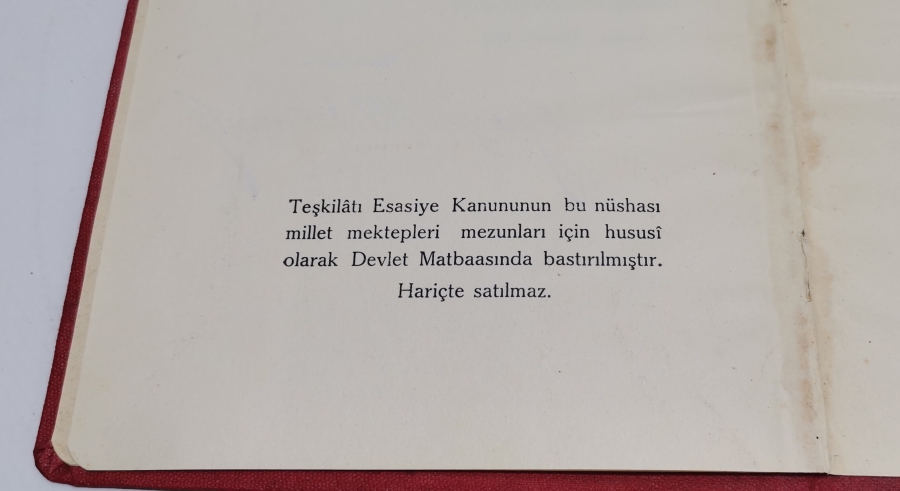 Teşkilâtı Esasiye Kanununun bu nüshası
millet mektepleri mezunları için hususî
olarak Devlet Matbaasında bastırılmıştır.
Hariçte satılmaz.